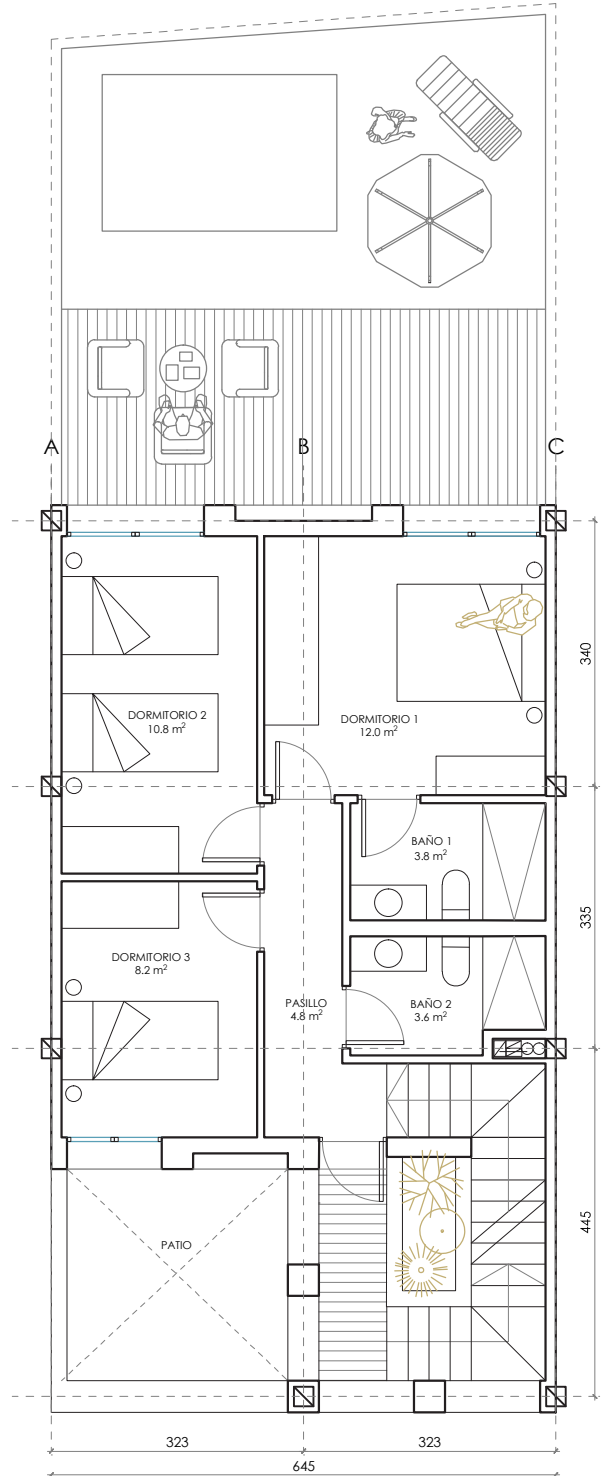 A
B
C
340
DORMITORIO 2
10.8 m²
DORMITORIO 1
12.0 m²
BAÑO 1
3.8 m²
335
DORMITORIO 3
8.2 m²
PASILLO
4.8 m²
BAÑO 2
3.6 m²
445
PATIO
323
323
645